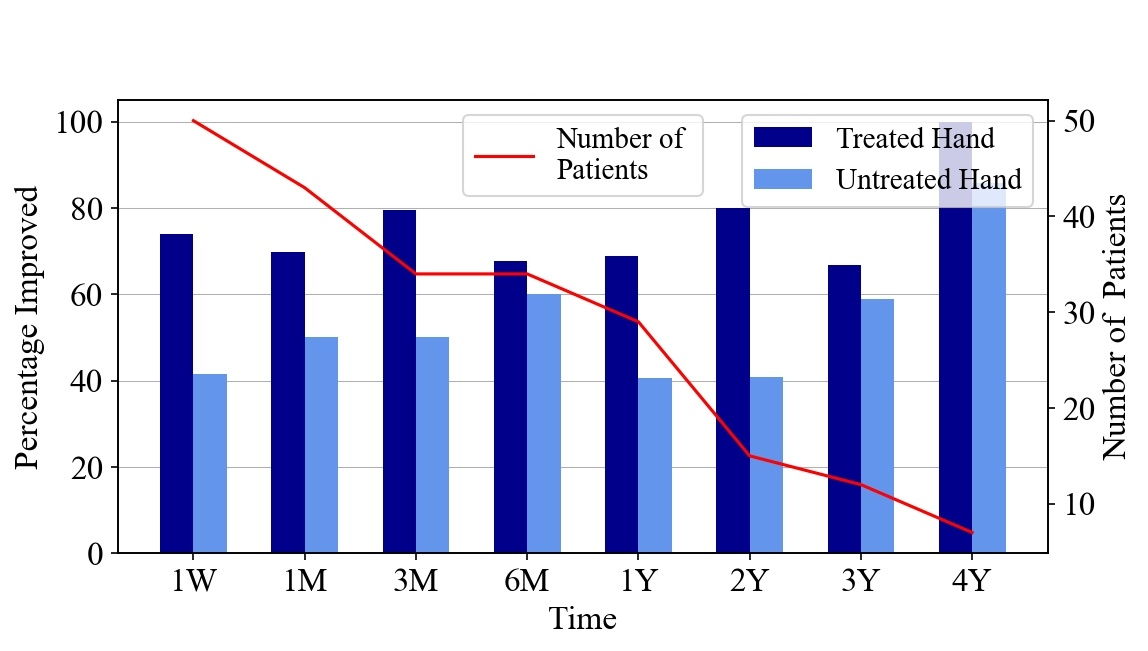 Number of
Patients
Treated Hand
Untreated Hand
Percentage Improved
100
80
60
40
20
0
50
40
30
20
10
Number of Patients
1W 1M 3M 6M 1Y 2Y 3Y 4Y
Time